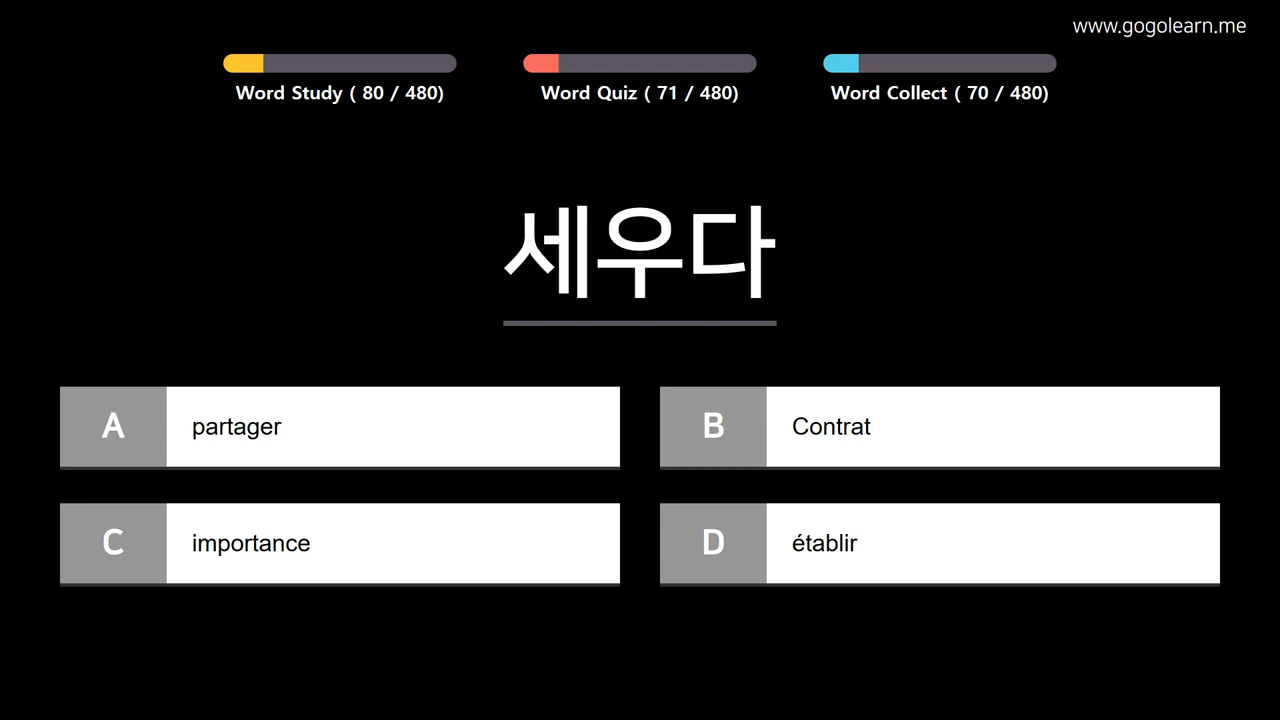 www.gogolearn.me
Word Study ( 80 / 480)
Word Quiz ( 71 / 480)
Word Collect ( 70 / 480)
세우다
A partager
B Contrat
C importance
D établir